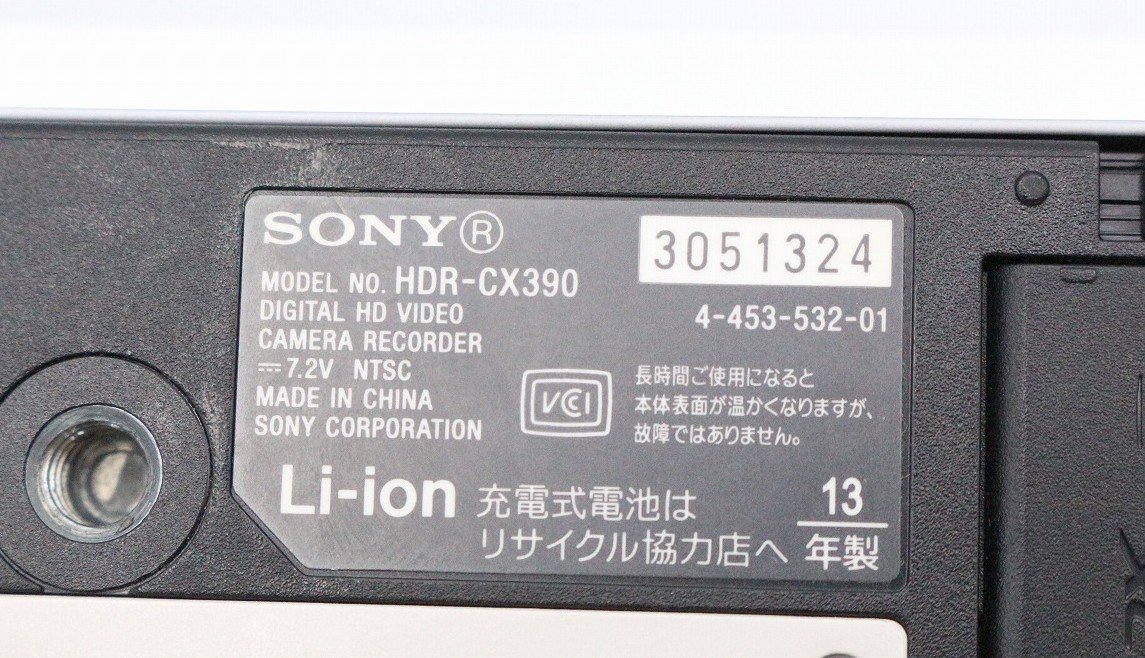 SONY®
3051324
MODEL NO. HDR-CX390
4-453-532-01
DIGITAL HD VIDEO
CAMERA RECORDER
⎓7.2V NTSC
MADE IN CHINA
SONY CORPORATION
VCCI
長時間ご使用になると
本体表面が温かくなりますが、
故障ではありません。
Li-ion 充電式電池は
リサイクル協力店へ
13
年製